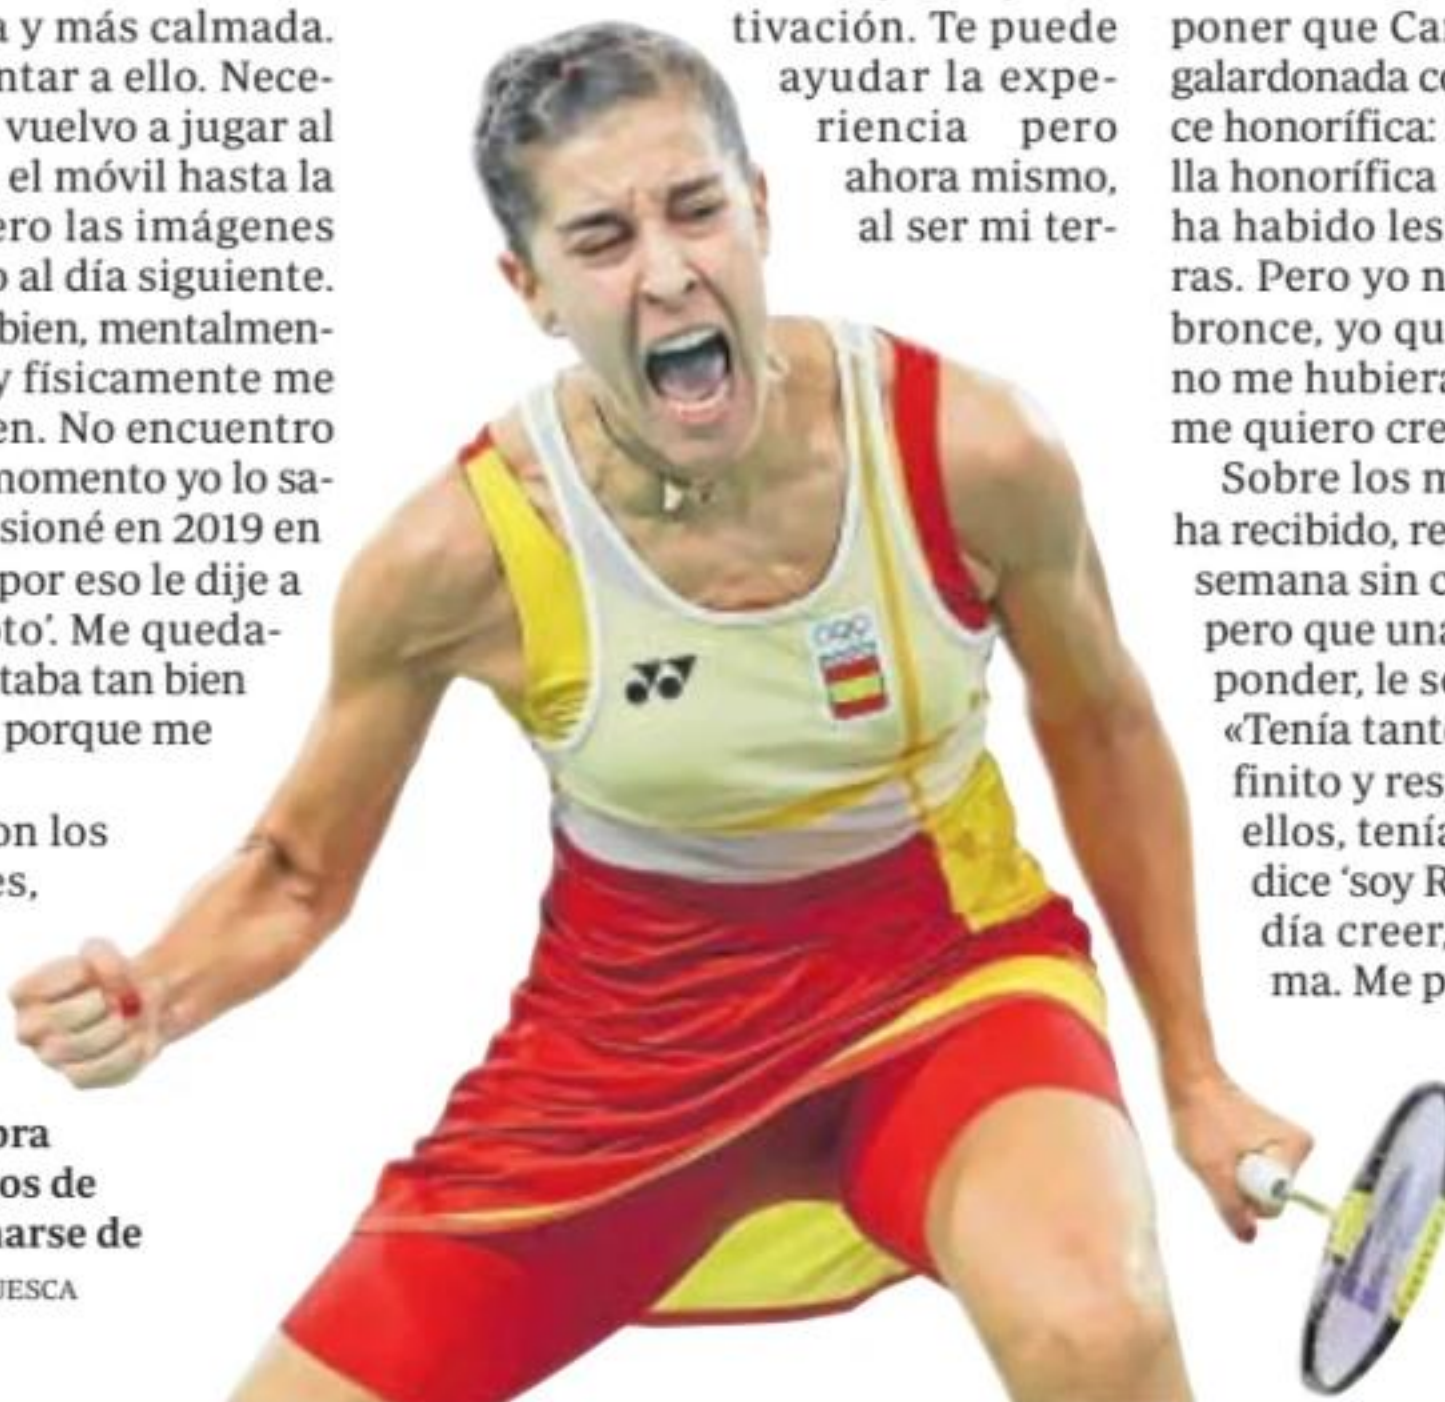 a y más calmada.
ntar a ello. Nece-
vuelvo a jugar al
el móvil hasta la
ero las imágenes
o al día siguiente.
bien, mentalmen-
y físicamente me
en. No encuentro
momento yo lo sa-
sioné en 2019 en
por eso le dije a
oto’. Me queda-
taba tan bien
porque me
on los
es,
ora
os de
narse de
UESCA
tivación. Te puede
ayudar la expe-
riencia pero
ahora mismo,
al ser mi ter-
poner que Ca
galardonada co
ce honorífica:
lla honorífica
ha habido les
ras. Pero yo n
bronce, yo qu
no me hubiera
me quiero cre
Sobre los m
ha recibido, re
semana sin c
pero que una
ponder, le se
«Tenía tant
finito y res
ellos, tenía
dice ‘soy R
día creer,
ma. Me p